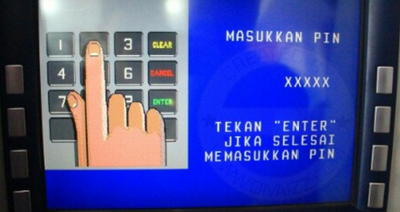 MASUKKAN PIN
XXXXX
TEKAN "ENTER"
JIKA SELESAI
MEMASUKKAN PIN
1
3
CLEAR
4
6
CANCEL
7
ENTER